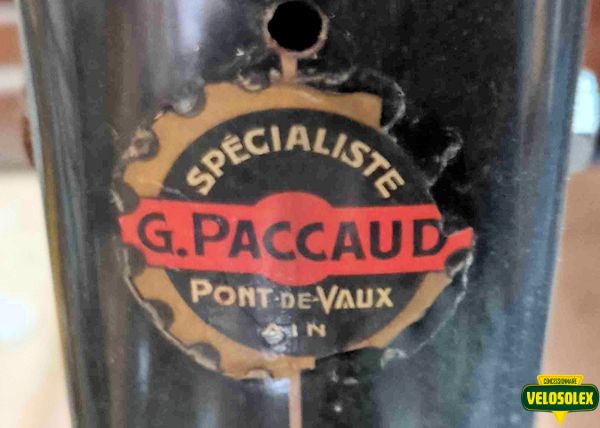 SPÉCIALISTE
G. PACCAUD
PONT-DE-VAUX
AIN
CONCESSIONNAIRE
VELOSOLEX